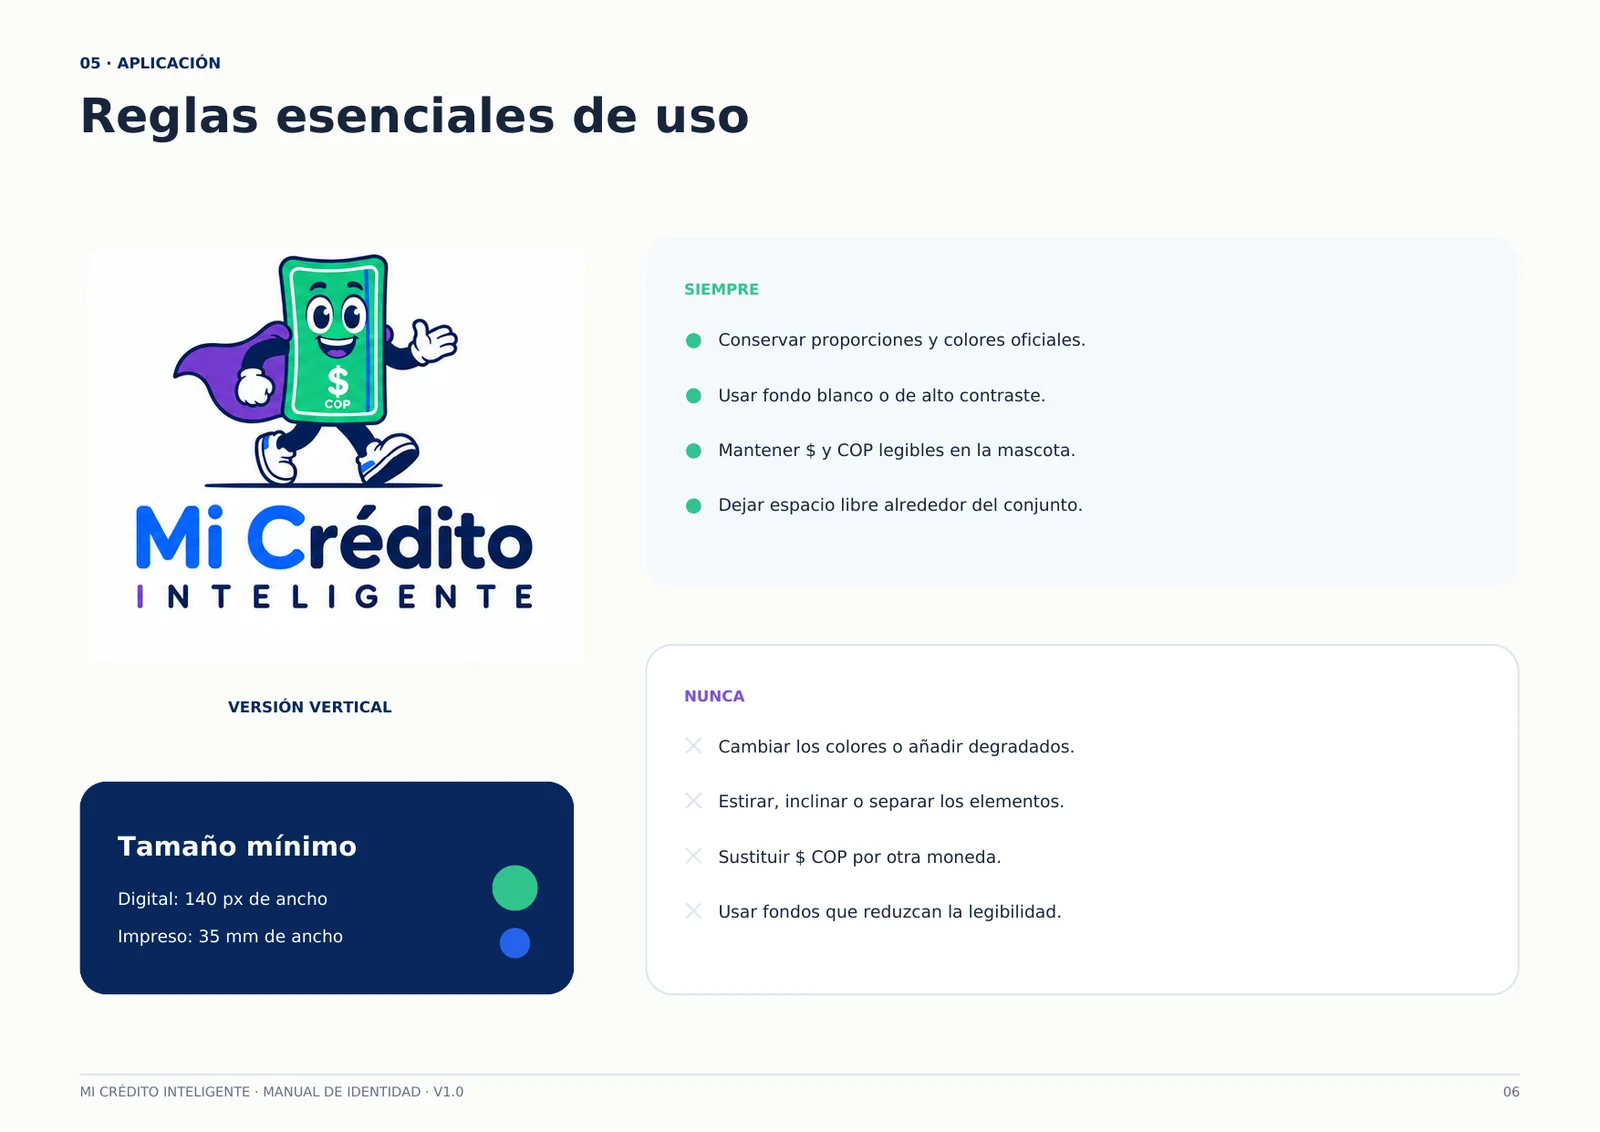 05 · APLICACIÓN
Reglas esenciales de uso
$
COP
Mi Crédito
INTELIGENTE
VERSIÓN VERTICAL
Tamaño mínimo
Digital: 140 px de ancho
Impreso: 35 mm de ancho
SIEMPRE
Conservar proporciones y colores oficiales.
Usar fondo blanco o de alto contraste.
Mantener $ y COP legibles en la mascota.
Dejar espacio libre alrededor del conjunto.
NUNCA
Cambiar los colores o añadir degradados.
Estirar, inclinar o separar los elementos.
Sustituir $ COP por otra moneda.
Usar fondos que reduzcan la legibilidad.
MI CRÉDITO INTELIGENTE · MANUAL DE IDENTIDAD · V1.0
06